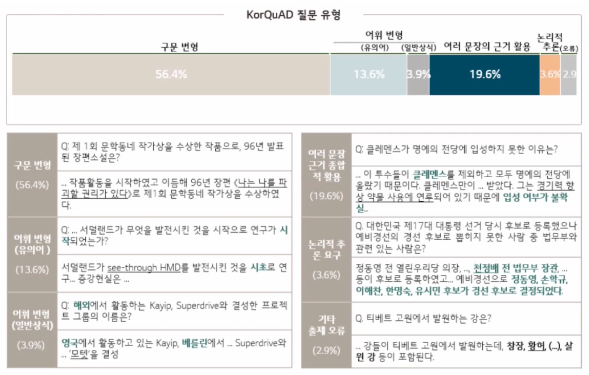 KorQuAD 질문 유형
구문 변형
어휘 변형
(유의어)
(일반상식)
여러 문장의 근거 활용
논리적
추론
(오류)
56.4%
13.6%
3.9%
19.6%
3.6%
2.9
구문 변형
(56.4%)
Q: 제 1회 문학동네 작가상을 수상한 작품으로, 96년 발표
된 장편소설은?
... 작품활동을 시작하였고 이듬해 96년 장편 <나는 나를 파
괴할 권리가 있다>로 제1회 문학동네 작가상을 수상하였
다.
어휘 변형
(유의어)
(13.6%)
Q: ... 서덜랜드가 무엇을 발전시킨 것을 시작으로 연구가 시
작되었는가?
서덜랜드가 see-through HMD를 발전시킨 것을 시초로 연
구... 증강현실은 ...
어휘 변형
(일반상식)
(3.9%)
Q: 해외에서 활동하는 Kayip, Superdrive와 결성한 프로젝
트 그룹의 이름은?
영국에서 활동하고 있는 Kayip, 베를린에서 ... Superdrive와
... '모텟'을 결성
여러 문장
근거 종합
적 활용
(19.6%)
Q: 클레멘스가 명예의 전당에 입성하지 못한 이유는?
... 이 투수들이 클레멘스를 제외하고 모두 명예의 전당에
올랐기 때문이다. 클레멘스만이 ... 받았다. 그는 경기력 향
상 약물 사용에 연루되어 있기 때문에 입성 여부가 불확
실..
논리적 추
론 요구
(3.6%)
Q: 대한민국 제17대 대통령 선거 당시 후보로 등록했으나
예비경선의 경선 후보로 뽑히지 못한 사람 중 법무부와
관련 있는 사람은?
정동영 전 열린우리당 의장, ..., 천정배 전 법무부 장관, ...
등이 후보로 등록하였고... 예비경선으로 정동영, 손학규,
이해찬, 한명숙, 유시민 후보가 경선 후보로 결정되었다.
기타
출제 오류
(2.9%)
Q: 티베트 고원에서 발원하는 강은?
... 강들이 티베트 고원에서 발원하는데, 창장, 황허, (...), 살
윈 강 등이 포함된다.